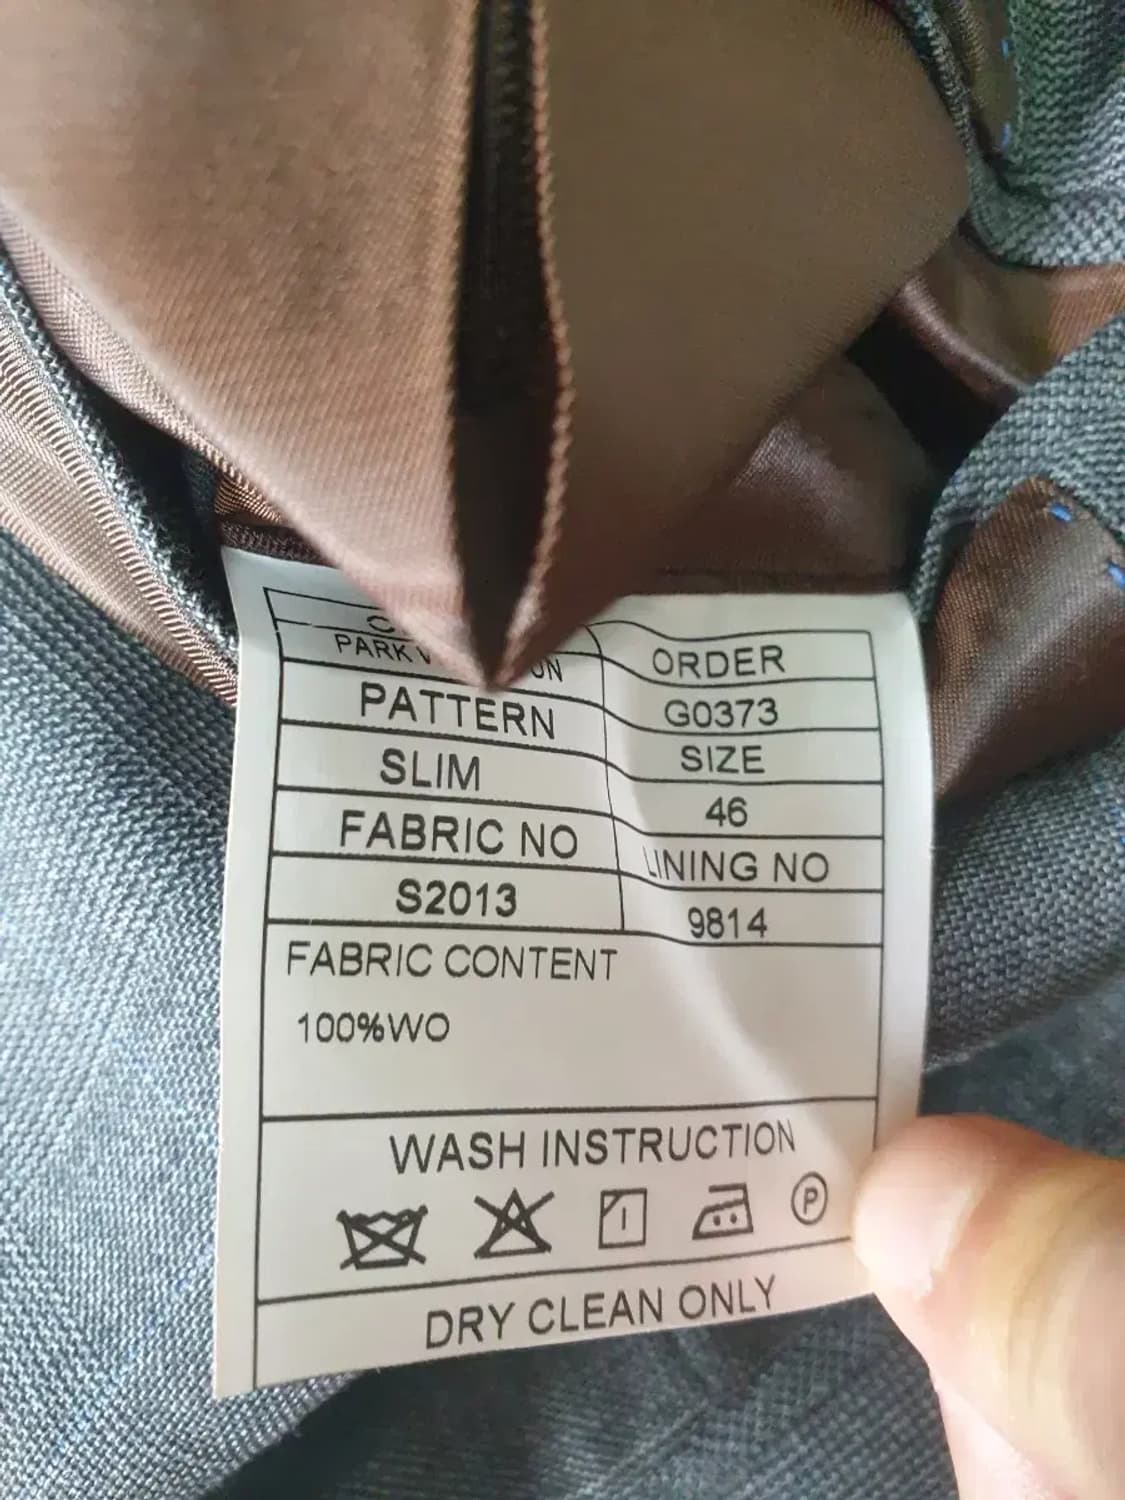 PARK
ORDER
PATTERN
G0373
SLIM
SIZE
46
FABRIC NO
LINING NO
S2013
9814
FABRIC CONTENT
100%WO
WASH INSTRUCTION
P
DRY CLEAN ONLY